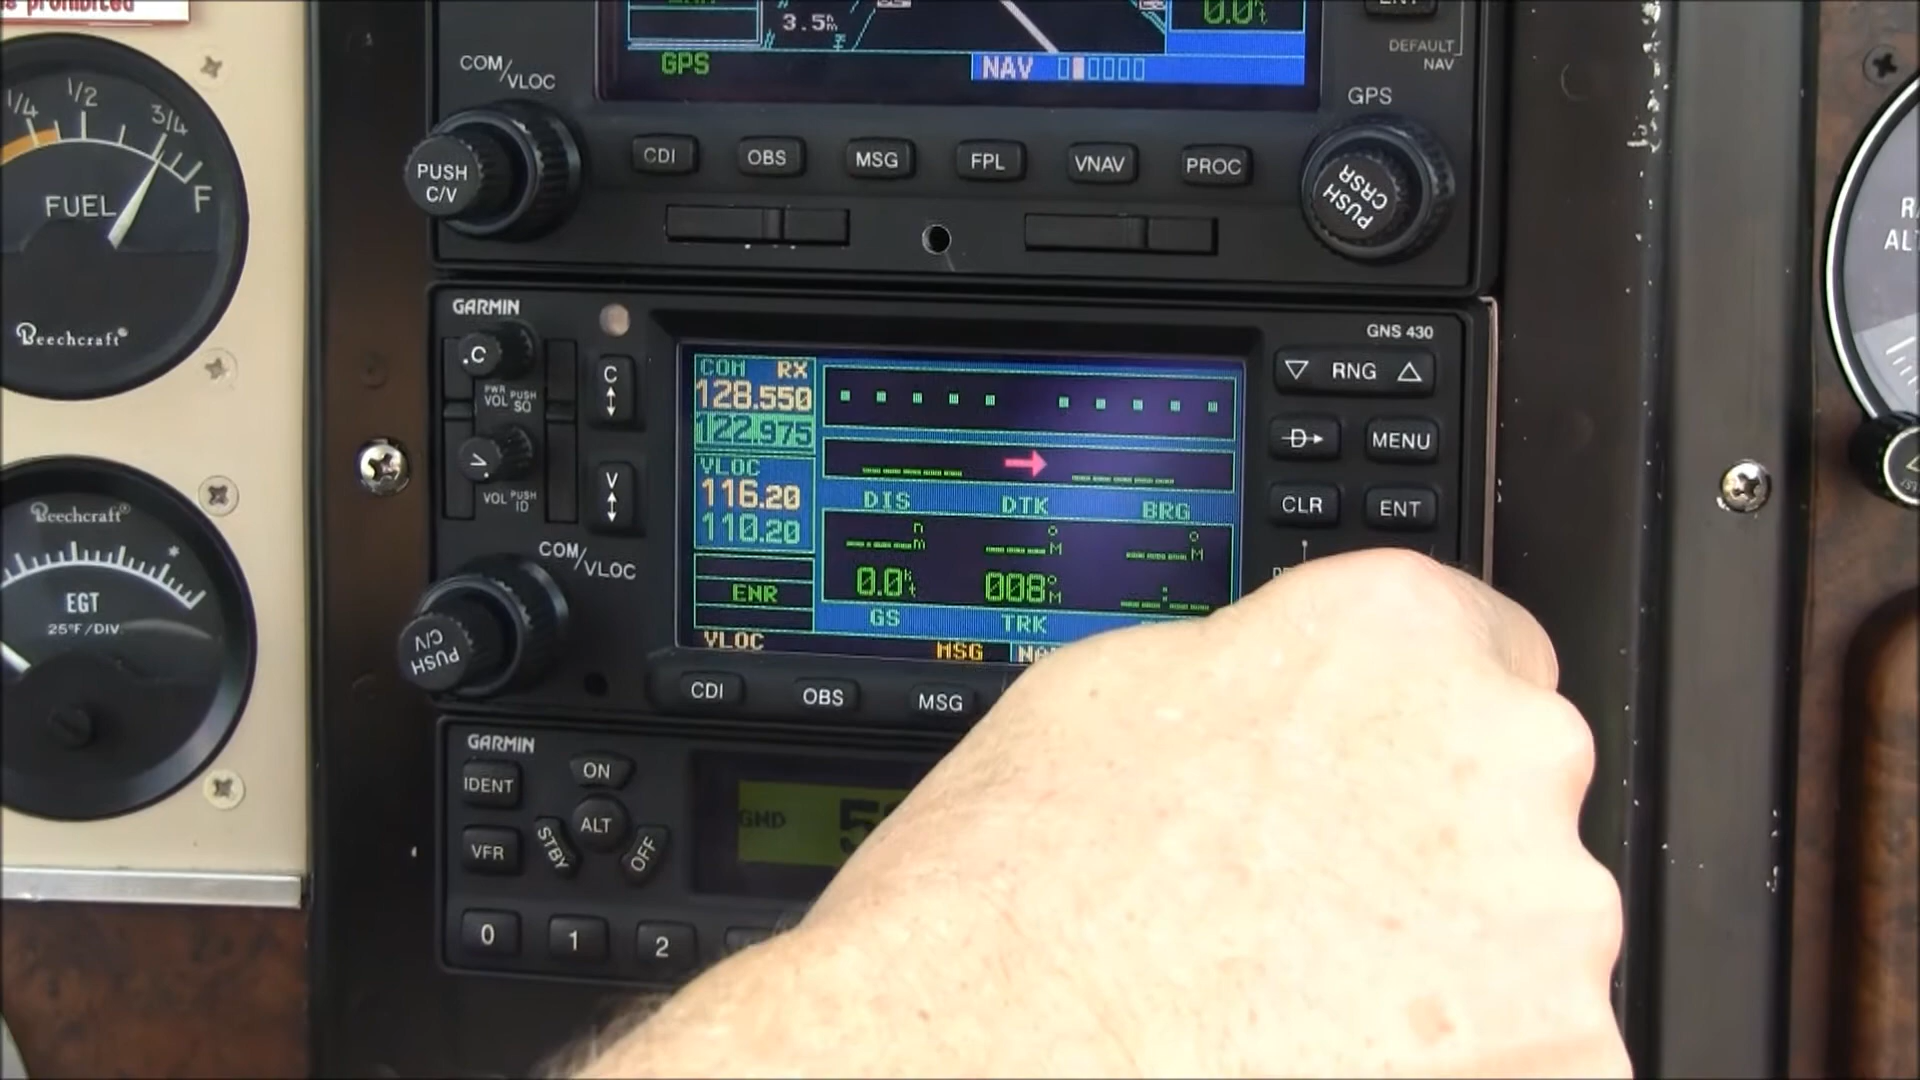 s prohibited
1/4 1/2 3/4
FUEL F
Beechcraft
Beechcraft
EGT
25°F/DIV.
3.5
0.0
GPS
NAV
ENT
DEFAULT
NAV
COM/VLOC
GPS
PUSH
C/V
CDI OBS MSG FPL VNAV PROC
PUSH
CRSR
GARMIN
GNS 430
.C
PWR
VOL PUSH
SQ
C
V
VOL PUSH
ID
COM/VLOC
PUSH
C/V
COM RX
128.550
122.975
VLOC
116.20
110.20
ENR
VLOC MSG
DIS DTK BRG
0.0 008°M
GS TRK
RNG
D MENU
CLR ENT
CDI OBS MSG
GARMIN
IDENT ON
ALT
VFR STBY OFF
GND
0 1 2